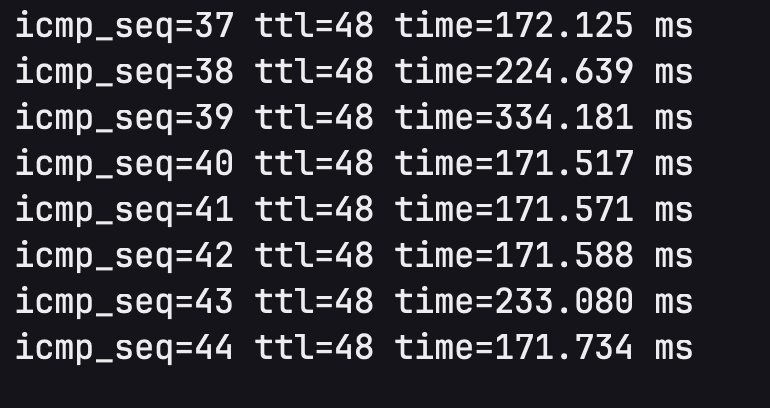 icmp_seq=37 ttl=48 time=172.125 ms
icmp_seq=38 ttl=48 time=224.639 ms
icmp_seq=39 ttl=48 time=334.181 ms
icmp_seq=40 ttl=48 time=171.517 ms
icmp_seq=41 ttl=48 time=171.571 ms
icmp_seq=42 ttl=48 time=171.588 ms
icmp_seq=43 ttl=48 time=233.080 ms
icmp_seq=44 ttl=48 time=171.734 ms